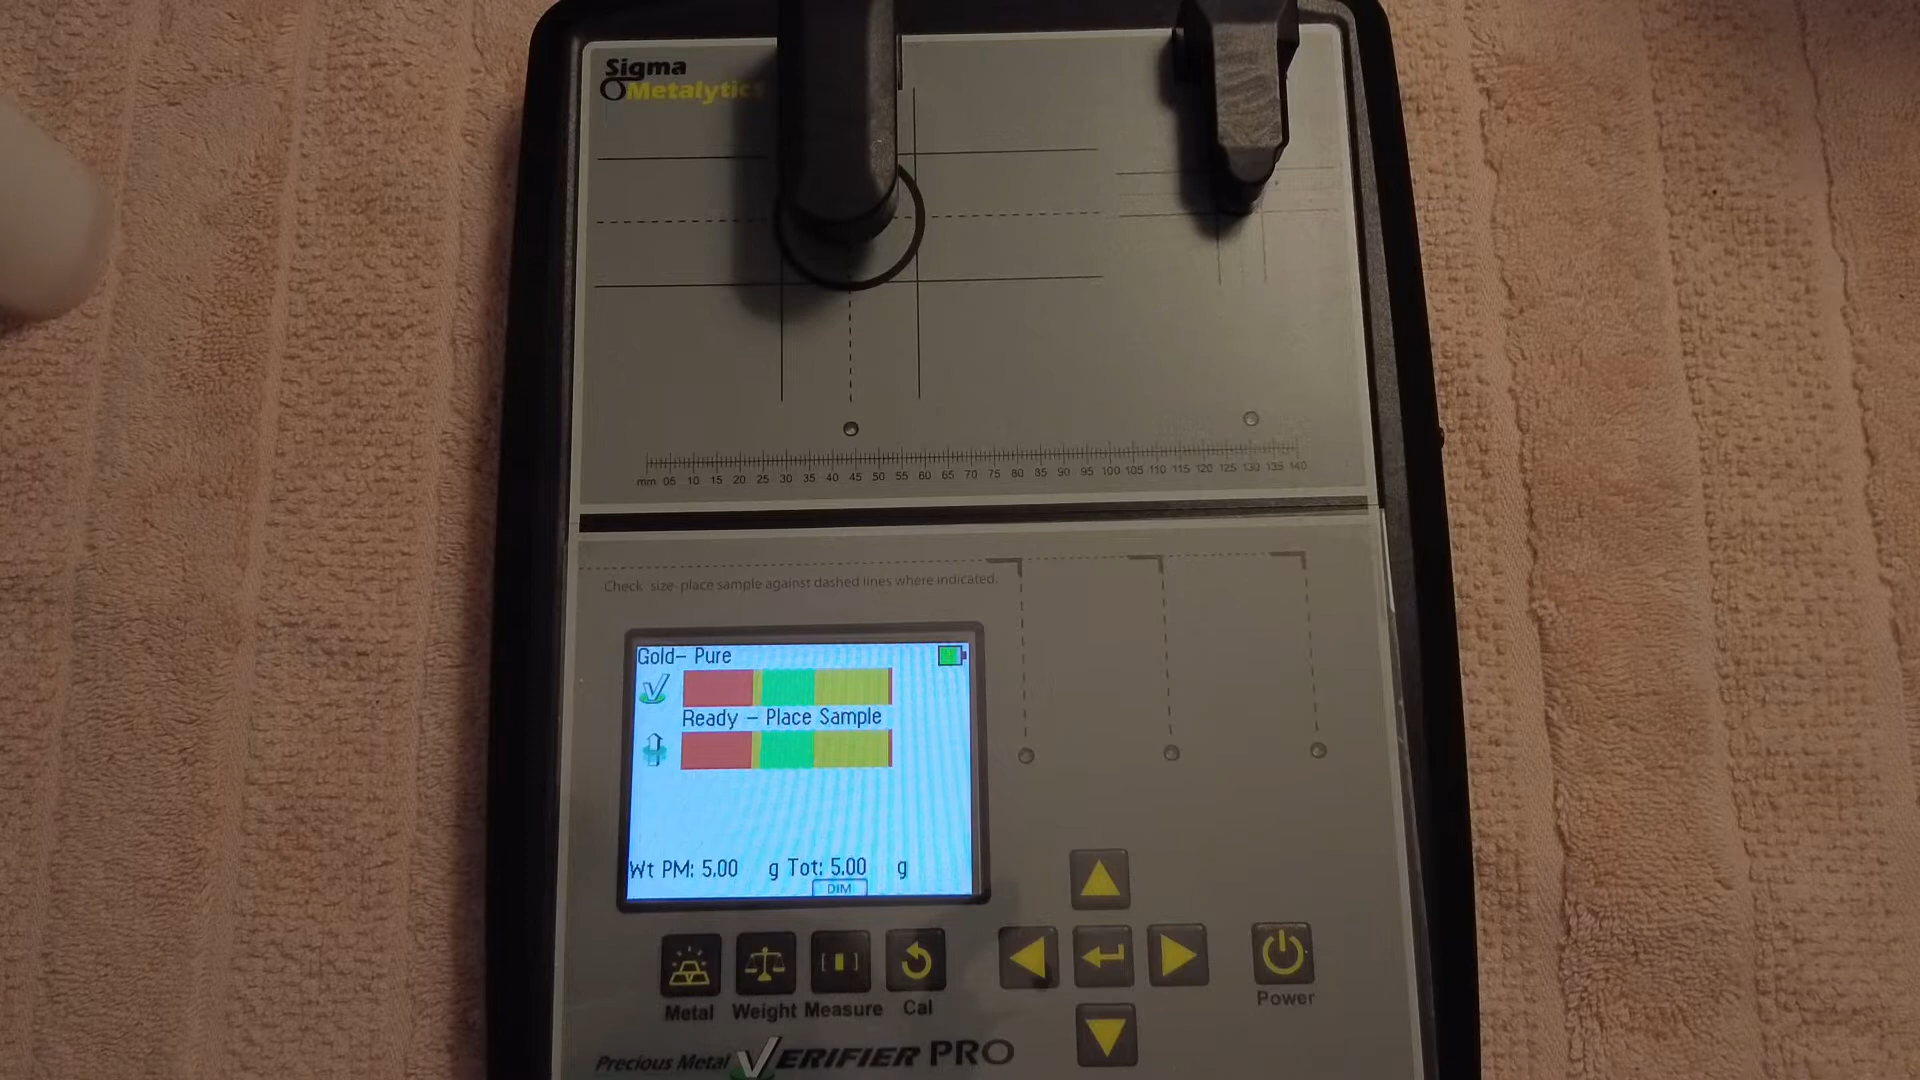 Sigma
Metalytics
mm 05 10 15 20 25 30 35 40 45 50 55 60 65 70 75 80 85 90 95 100 105 110 115 120 125 130 135 140
Check size-place sample against dashed lines where indicated.
Gold- Pure
Ready - Place Sample
Wt PM: 5.00 g Tot: 5.00 g
DIM
Metal Weight Measure Cal
Power
Precious Metal VERIFIER PRO